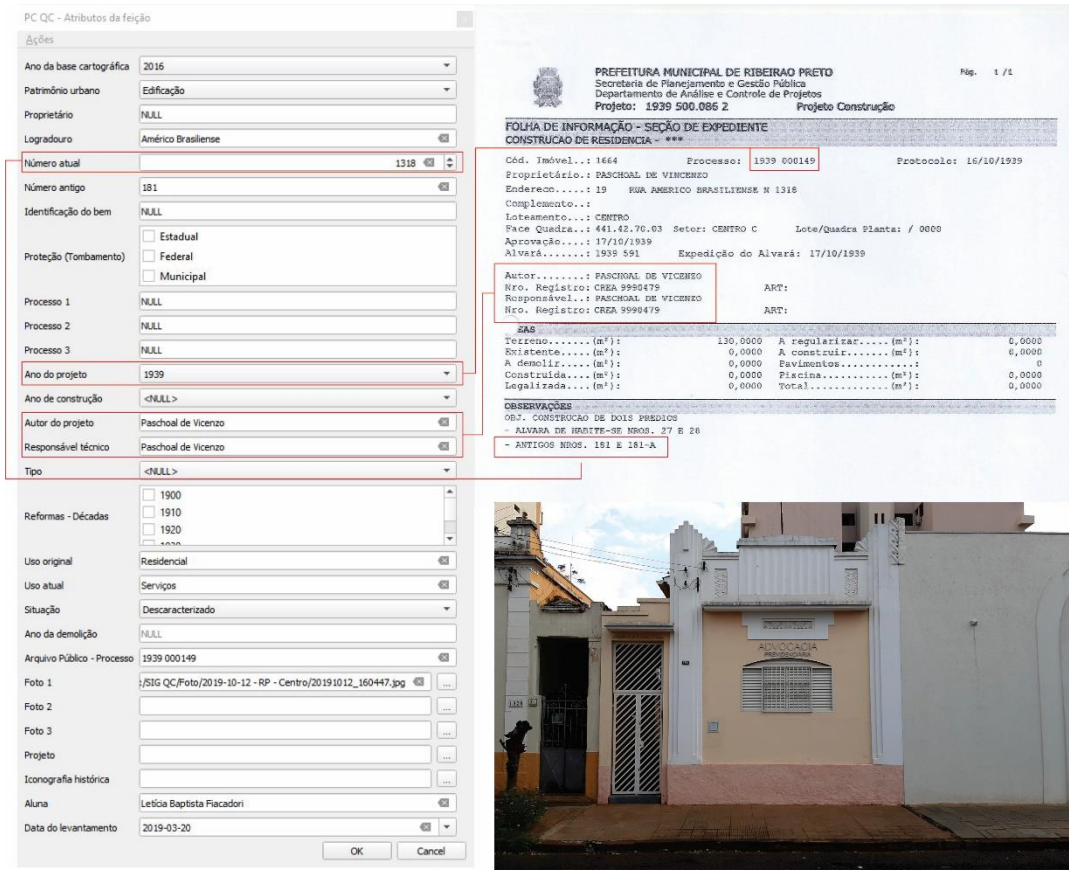 PC QC - Atributos da feição
Ações
Ano da base cartográfica 2016
Patrimônio urbano Edificação
Proprietário NULL
Logradouro Américo Brasiliense
Número atual 1318
Número antigo 181
Identificação do bem NULL
Proteção (Tombamento)
Estadual
Federal
Municipal
Processo 1 NULL
Processo 2 NULL
Processo 3 NULL
Ano do projeto 1939
Ano de construção <NULL>
Autor do projeto Paschoal de Vicenzo
Responsável técnico Paschoal de Vicenzo
Tipo <NULL>
Reformas - Décadas
1900
1910
1920
Uso original Residencial
Uso atual Serviços
Situação Descaracterizado
Ano da demolição NULL
Arquivo Público - Processo 1939 000149
Foto 1 :/SIG QC/Foto/2019-10-12 - RP - Centro/20191012_160447.jpg ...
Foto 2 ...
Foto 3 ...
Projeto ...
Iconografia histórica ...
Aluna Letícia Baptista Fiacadori
Data do levantamento 2019-03-20
OK Cancel
PREFEITURA MUNICIPAL DE RIBEIRAO PRETO Pág. 1 /1
Secretaria de Planejamento e Gestão Pública
Departamento de Análise e Controle de Projetos
Projeto: 1939 500.086 2 Projeto Construção
FOLHA DE INFORMAÇÃO - SEÇÃO DE EXPEDIENTE
CONSTRUCAO DE RESIDENCIA - ***
Cód. Imóvel..: 1664 Processo: 1939 000149 Protocolo: 16/10/1939
Proprietário.: PASCHOAL DE VINCENZO
Endereco.....: 19 RUA AMERICO BRASILIENSE N 1318
Complemento..:
Loteamento...: CENTRO
Face Quadra..: 441.42.70.03 Setor: CENTRO C Lote/Quadra Planta: / 0000
Aprovação....: 17/10/1939
Alvará.......: 1939 591 Expedição do Alvará: 17/10/1939
Autor........: PASCHOAL DE VICENZO
Nro. Registro: CREA 9990479 ART:
Responsável..: PASCHOAL DE VICENZO
Nro. Registro: CREA 9990479 ART:
EAS
Terreno.......(m²): 130,0000 A regularizar.....(m²): 0,0000
Existente.....(m²): 0,0000 A construir.......(m²): 0,0000
A demolir.....(m²): 0,0000 Pavimentos............: 0
Construída....(m²): 0,0000 Piscina...........(m²): 0,0000
Legalizada....(m²): 0,0000 Total.............(m²): 0,0000
OBSERVAÇÕES
OBJ. CONSTRUCAO DE DOIS PREDIOS
- ALVARA DE HABITE-SE NROS. 27 E 28
- ANTIGOS NROS. 181 E 181-A
ADVOCACIA
PREVIDENCIÁRIA